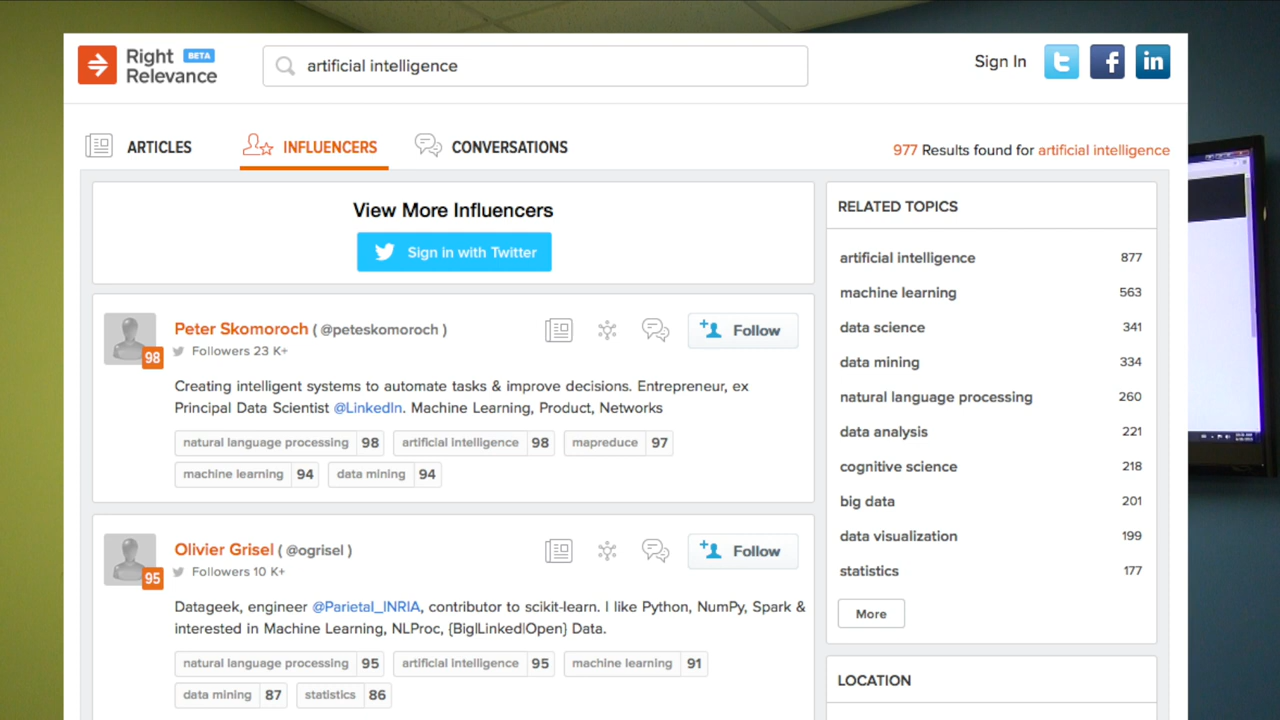 Right BETA
Relevance
artificial intelligence
Sign In
ARTICLES
INFLUENCERS
CONVERSATIONS
977 Results found for artificial intelligence
View More Influencers
Sign in with Twitter
Peter Skomoroch ( @peteskomoroch )
98
Followers 23 K+
Follow
Creating intelligent systems to automate tasks & improve decisions. Entrepreneur, ex
Principal Data Scientist @LinkedIn. Machine Learning, Product, Networks
natural language processing 98 artificial intelligence 98 mapreduce 97
machine learning 94 data mining 94
Olivier Grisel ( @ogrisel )
95
Followers 10 K+
Follow
Datageek, engineer @Parietal_INRIA, contributor to scikit-learn. I like Python, NumPy, Spark &
interested in Machine Learning, NLProc, {Big|Linked|Open} Data.
natural language processing 95 artificial intelligence 95 machine learning 91
data mining 87 statistics 86
RELATED TOPICS
artificial intelligence 877
machine learning 563
data science 341
data mining 334
natural language processing 260
data analysis 221
cognitive science 218
big data 201
data visualization 199
statistics 177
More
LOCATION